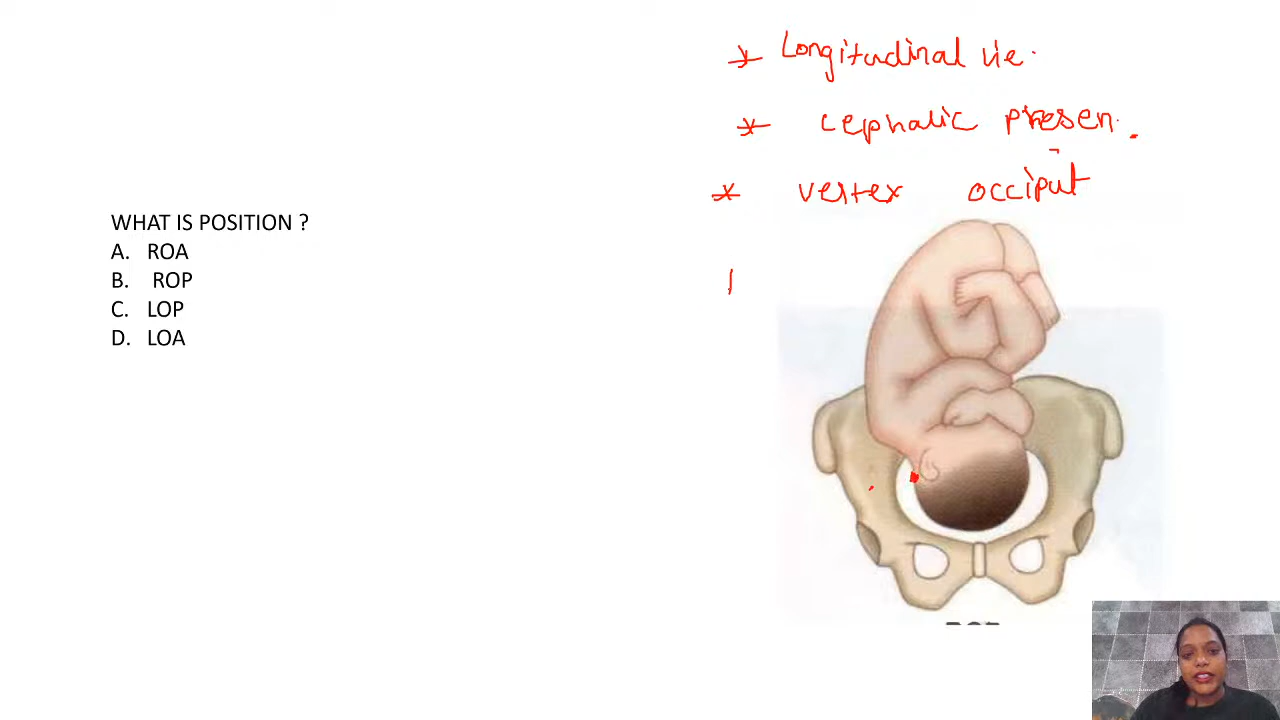 * Longitudinal lie.
* cephalic presen.
* vertex occiput
WHAT IS POSITION ?
A. ROA
B. ROP
C. LOP
D. LOA